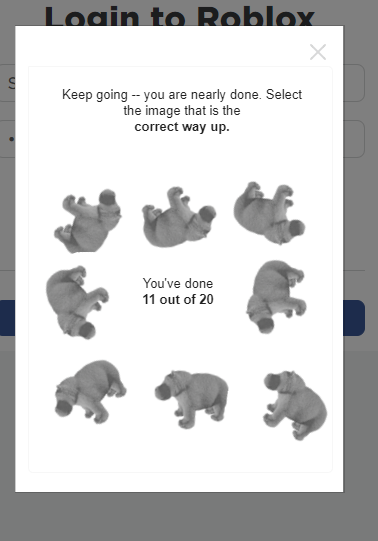 Login to Roblox
S
Keep going -- you are nearly done. Select
the image that is the
correct way up.
You've done
11 out of 20